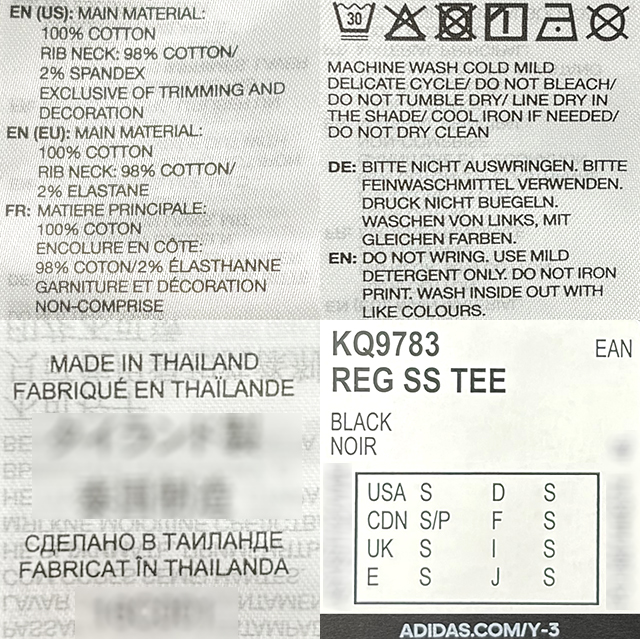 EN (US): MAIN MATERIAL:
100% COTTON
RIB NECK: 98% COTTON/
2% SPANDEX
EXCLUSIVE OF TRIMMING AND
DECORATION
EN (EU): MAIN MATERIAL:
100% COTTON
RIB NECK: 98% COTTON/
2% ELASTANE
FR: MATIERE PRINCIPALE:
100% COTON
ENCOLURE EN CÔTE:
98% COTON/2% ÉLASTHANNE
GARNITURE ET DÉCORATION
NON-COMPRISE
30
MACHINE WASH COLD MILD
DELICATE CYCLE/ DO NOT BLEACH/
DO NOT TUMBLE DRY/ LINE DRY IN
THE SHADE/ COOL IRON IF NEEDED/
DO NOT DRY CLEAN
DE: BITTE NICHT AUSWRINGEN. BITTE
FEINWASCHMITTEL VERWENDEN.
DRUCK NICHT BUEGELN.
WASCHEN VON LINKS, MIT
GLEICHEN FARBEN.
EN: DO NOT WRING. USE MILD
DETERGENT ONLY. DO NOT IRON
PRINT. WASH INSIDE OUT WITH
LIKE COLOURS.
MADE IN THAILAND
FABRIQUÉ EN THAÏLANDE
СДЕЛАНО В ТАИЛАНДЕ
FABRICAT ÎN THAILANDA
KQ9783
EAN
REG SS TEE
BLACK
NOIR
USA S D S
CDN S/P F S
UK S I S
E S J S
ADIDAS.COM/Y-3